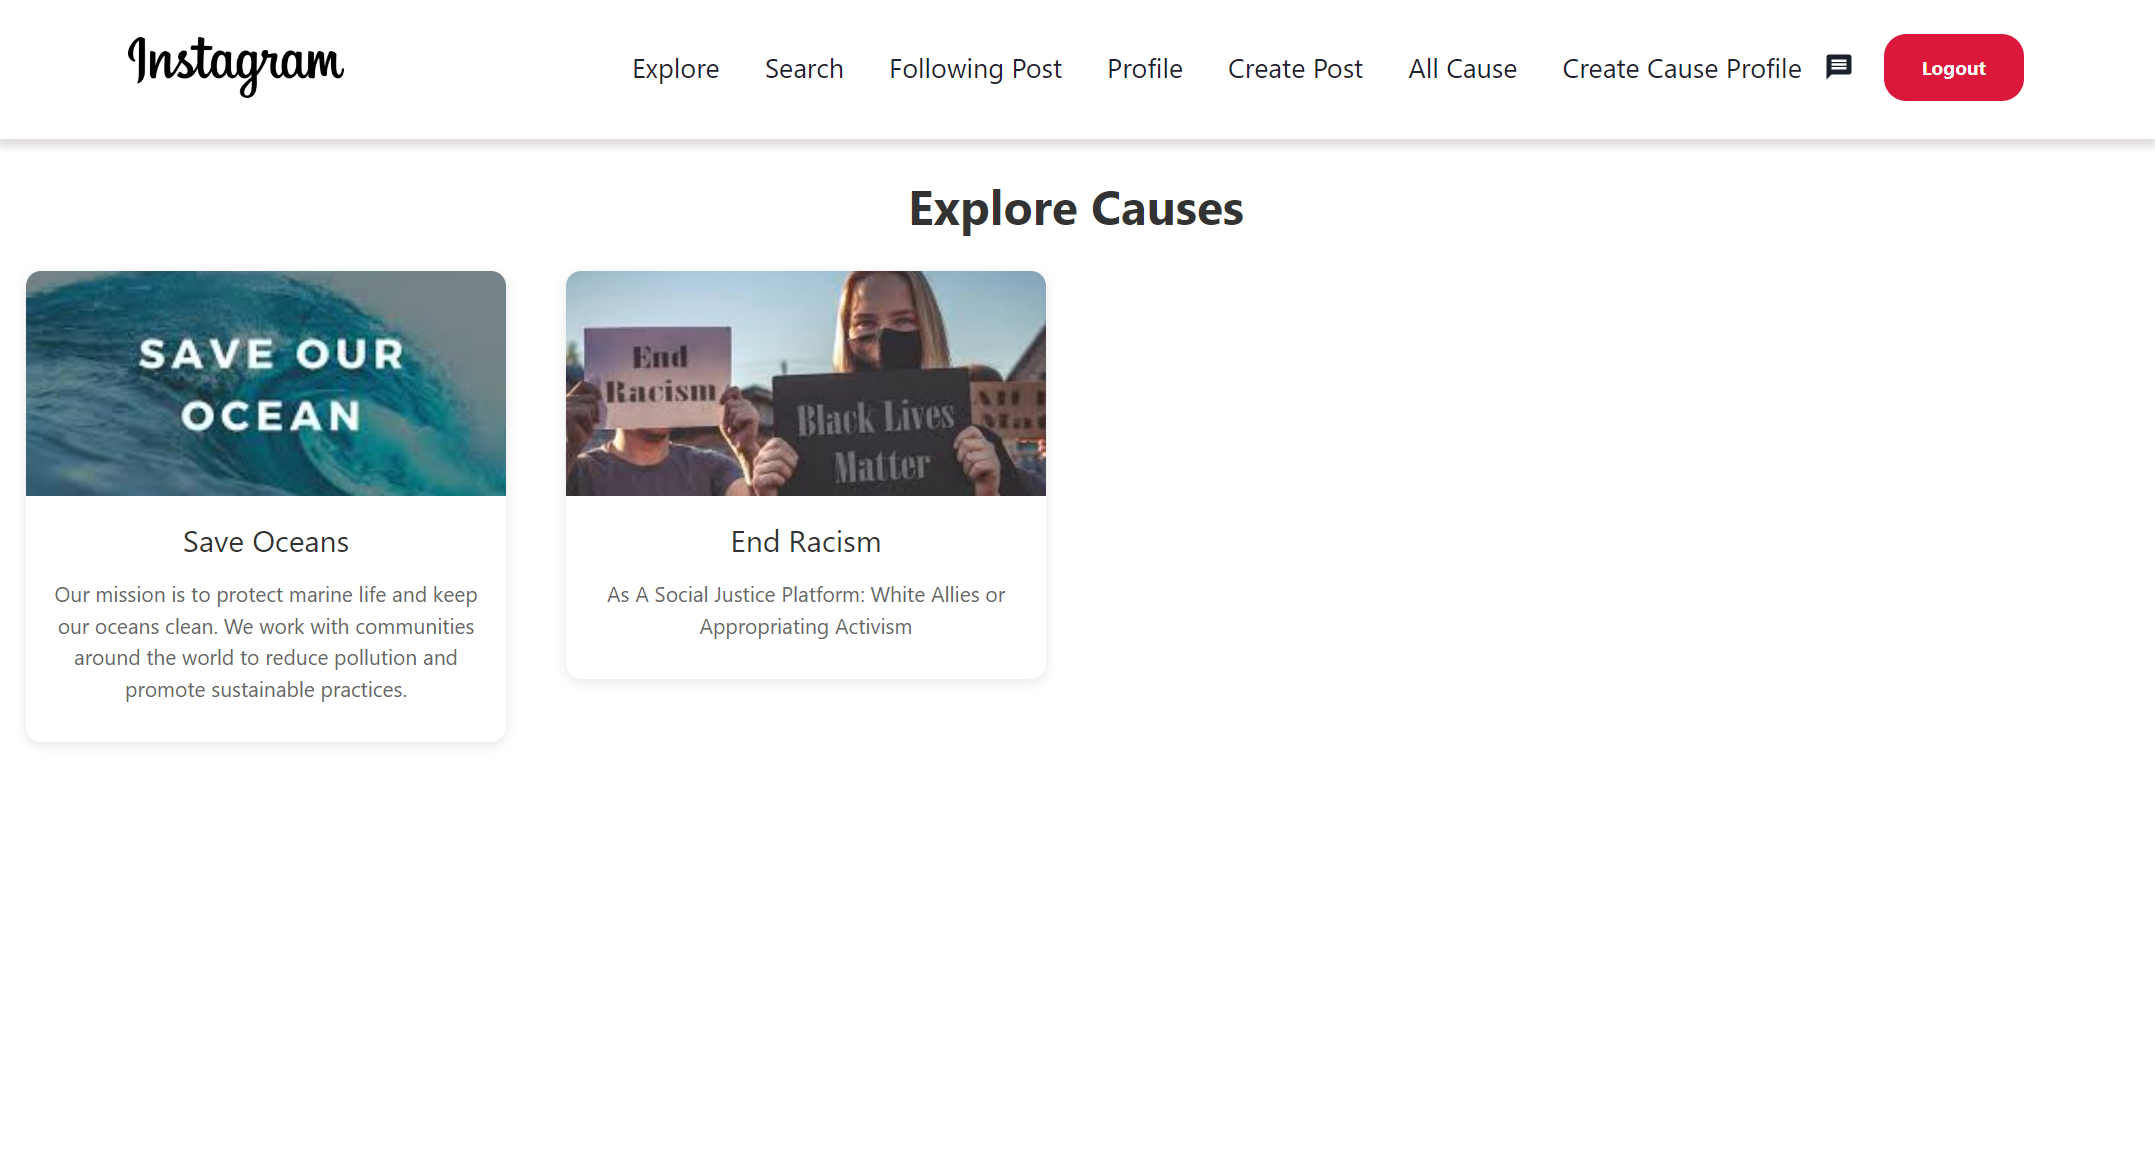 Instagram
Explore Search Following Post Profile Create Post All Cause Create Cause Profile Logout
Explore Causes
SAVE OUR
OCEAN
End
Racism
Black Lives
Matter
Save Oceans
Our mission is to protect marine life and keep
our oceans clean. We work with communities
around the world to reduce pollution and
promote sustainable practices.
End Racism
As A Social Justice Platform: White Allies or
Appropriating Activism